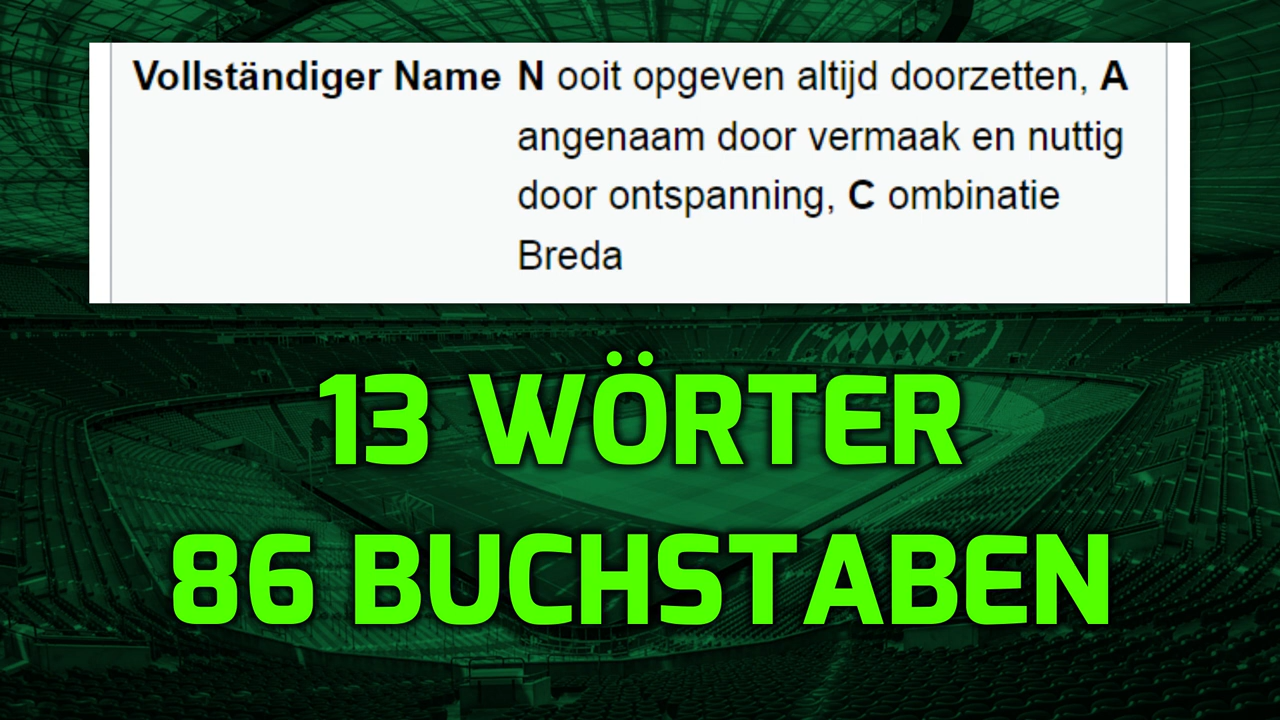 Vollständiger Name N ooit opgeven altijd doorzetten, A
angenaam door vermaak en nuttig
door ontspanning, C ombinatie
Breda
13 WÖRTER
86 BUCHSTABEN